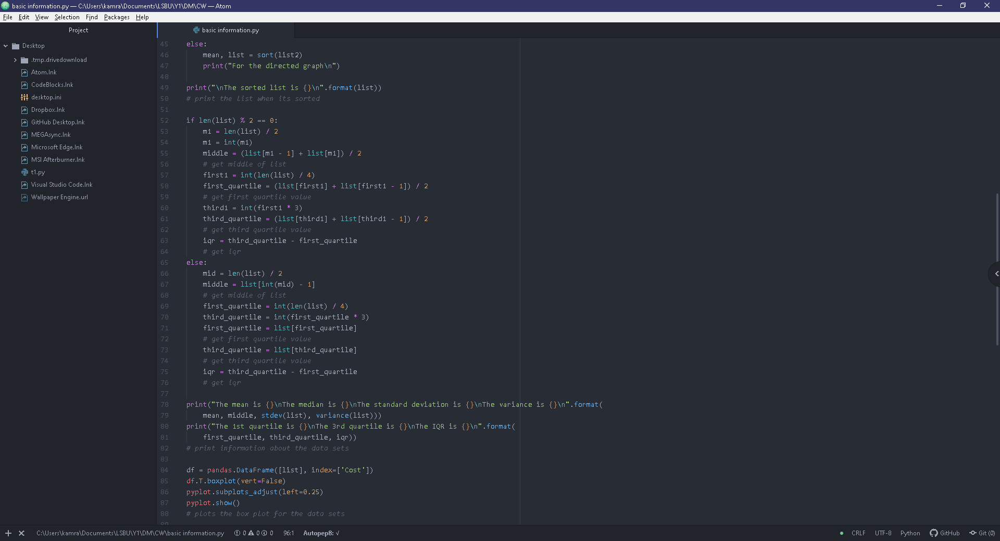 basic information.py — C:\Users\kamra\Documents\LSBU\Y1\DM\CW — Atom
File Edit View Selection Find Packages Help
Project
Desktop
.tmp.drivedownload
Atom.lnk
CodeBlocks.lnk
desktop.ini
Dropbox.lnk
GitHub Desktop.lnk
MEGAsync.lnk
Microsoft Edge.lnk
MSI Afterburner.lnk
t1.py
Visual Studio Code.lnk
Wallpaper Engine.url
basic information.py
45 else:
46 mean, list = sort(list2)
47 print("For the directed graph\n")
48
49 print("\nThe sorted list is {}\n".format(list))
50 # print the list when its sorted
51
52 if len(list) % 2 == 0:
53 m1 = len(list) / 2
54 m1 = int(m1)
55 middle = (list[m1 - 1] + list[m1]) / 2
56 # get middle of list
57 first1 = int(len(list) / 4)
58 first_quartile = (list[first1] + list[first1 - 1]) / 2
59 # get first quartile value
60 third1 = int(first1 * 3)
61 third_quartile = (list[third1] + list[third1 - 1]) / 2
62 # get third quartile value
63 iqr = third_quartile - first_quartile
64 # get iqr
65 else:
66 mid = len(list) / 2
67 middle = list[int(mid) - 1]
68 # get middle of list
69 first_quartile = int(len(list) / 4)
70 third_quartile = int(first_quartile * 3)
71 first_quartile = list[first_quartile]
72 # get first quartile value
73 third_quartile = list[third_quartile]
74 # get third quartile value
75 iqr = third_quartile - first_quartile
76 # get iqr
77
78 print("The mean is {}\nThe median is {}\nThe standard deviation is {}\nThe variance is {}\n".format(
79 mean, middle, stdev(list), variance(list)))
80 print("The 1st quartile is {}\nThe 3rd quartile is {}\nThe IQR is {}\n".format(
81 first_quartile, third_quartile, iqr))
82 # print information about the data sets
83
84 df = pandas.DataFrame([list], index=['Cost'])
85 df.T.boxplot(vert=False)
86 pyplot.subplots_adjust(left=0.25)
87 pyplot.show()
88 # plots the box plot for the data sets
89
C:\Users\kamra\Documents\LSBU\Y1\DM\CW\basic information.py 0 0 0 96:1 Autopep8: √ CRLF UTF-8 Python GitHub Git (0)